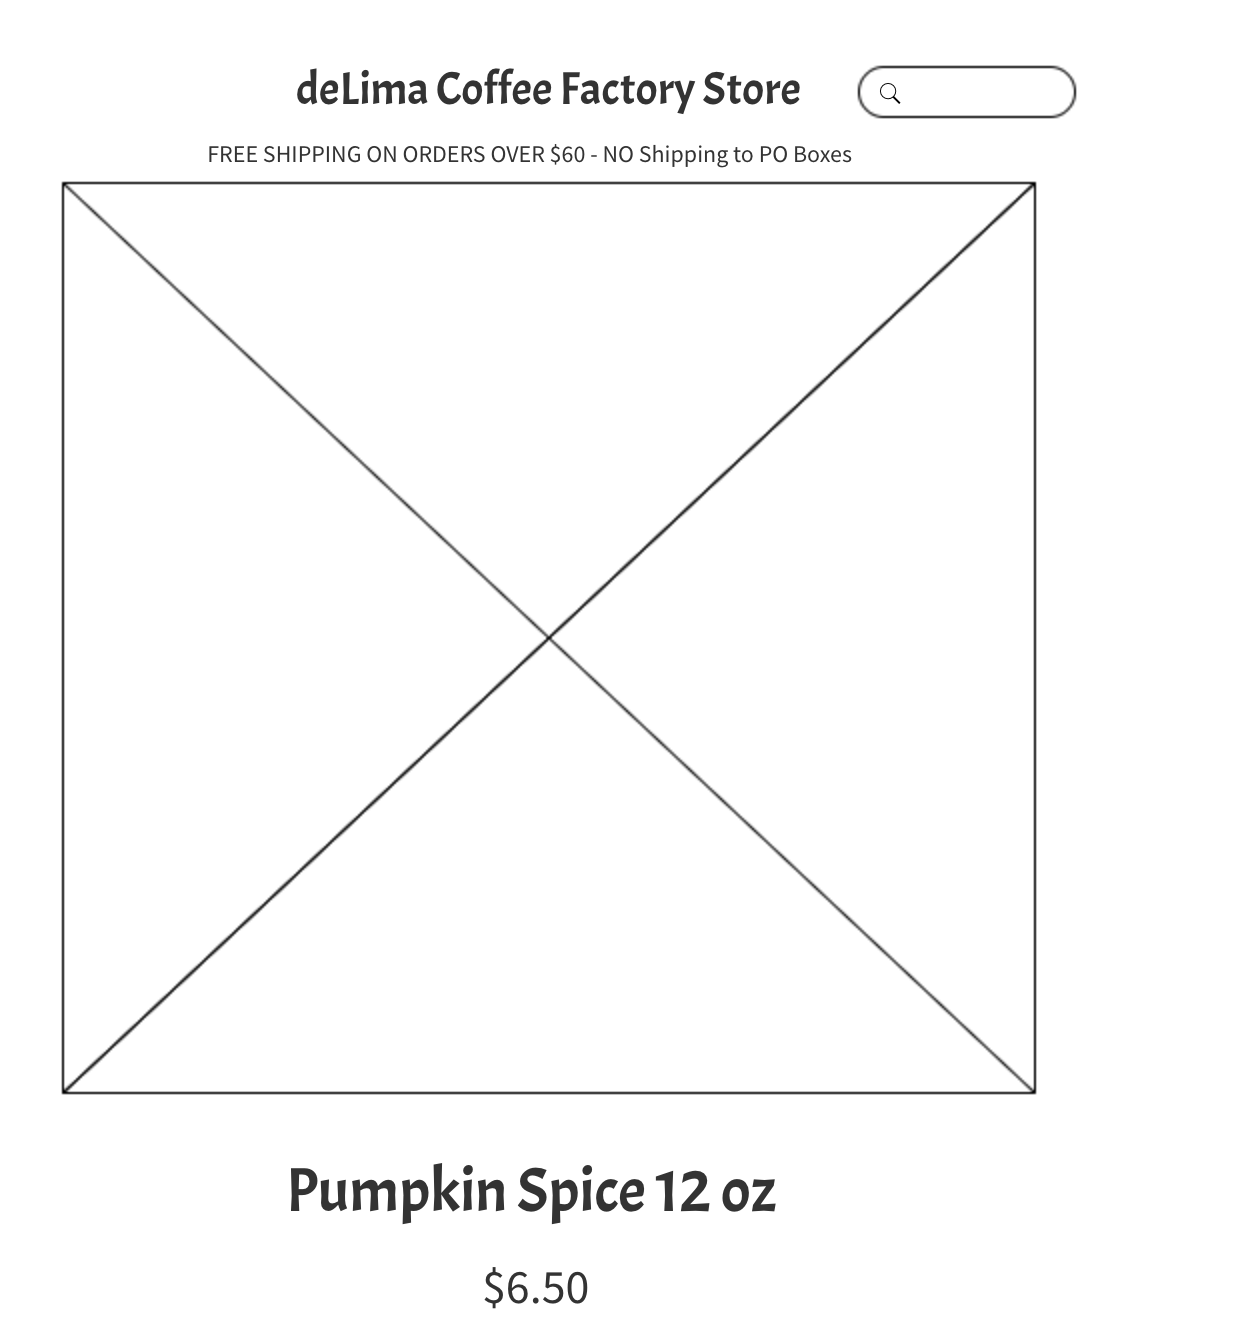 deLima Coffee Factory Store
FREE SHIPPING ON ORDERS OVER $60 - NO Shipping to PO Boxes
Pumpkin Spice 12 oz
$6.50